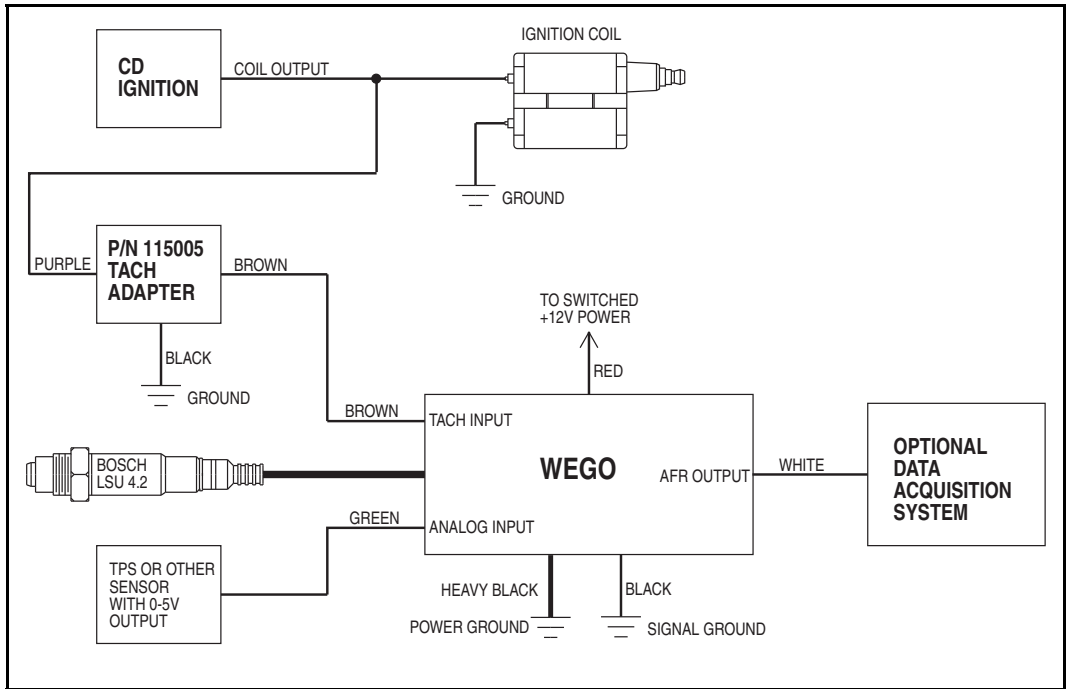 IGNITION COIL
CD
IGNITION
COIL OUTPUT
GROUND
P/N 115005
TACH
ADAPTER
PURPLE
BROWN
BLACK
GROUND
TO SWITCHED
+12V POWER
RED
BROWN
TACH INPUT
BOSCH
LSU 4.2
WEGO
AFR OUTPUT
WHITE
OPTIONAL
DATA
ACQUISITION
SYSTEM
GREEN
ANALOG INPUT
TPS OR OTHER
SENSOR
WITH 0-5V
OUTPUT
HEAVY BLACK
BLACK
POWER GROUND
SIGNAL GROUND